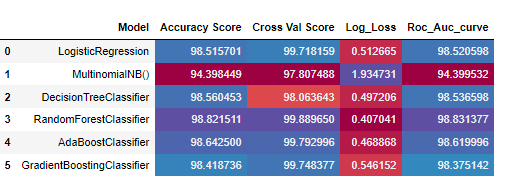 Model Accuracy Score Cross Val Score Log_Loss Roc_Auc_curve
0 LogisticRegression 98.515701 99.718159 0.512665 98.520598
1 MultinomialNB() 94.398449 97.807488 1.934731 94.399532
2 DecisionTreeClassifier 98.560453 98.063643 0.497206 98.536598
3 RandomForestClassifier 98.821511 99.889650 0.407041 98.831377
4 AdaBoostClassifier 98.642500 99.792996 0.468868 98.619996
5 GradientBoostingClassifier 98.418736 99.748377 0.546152 98.375142